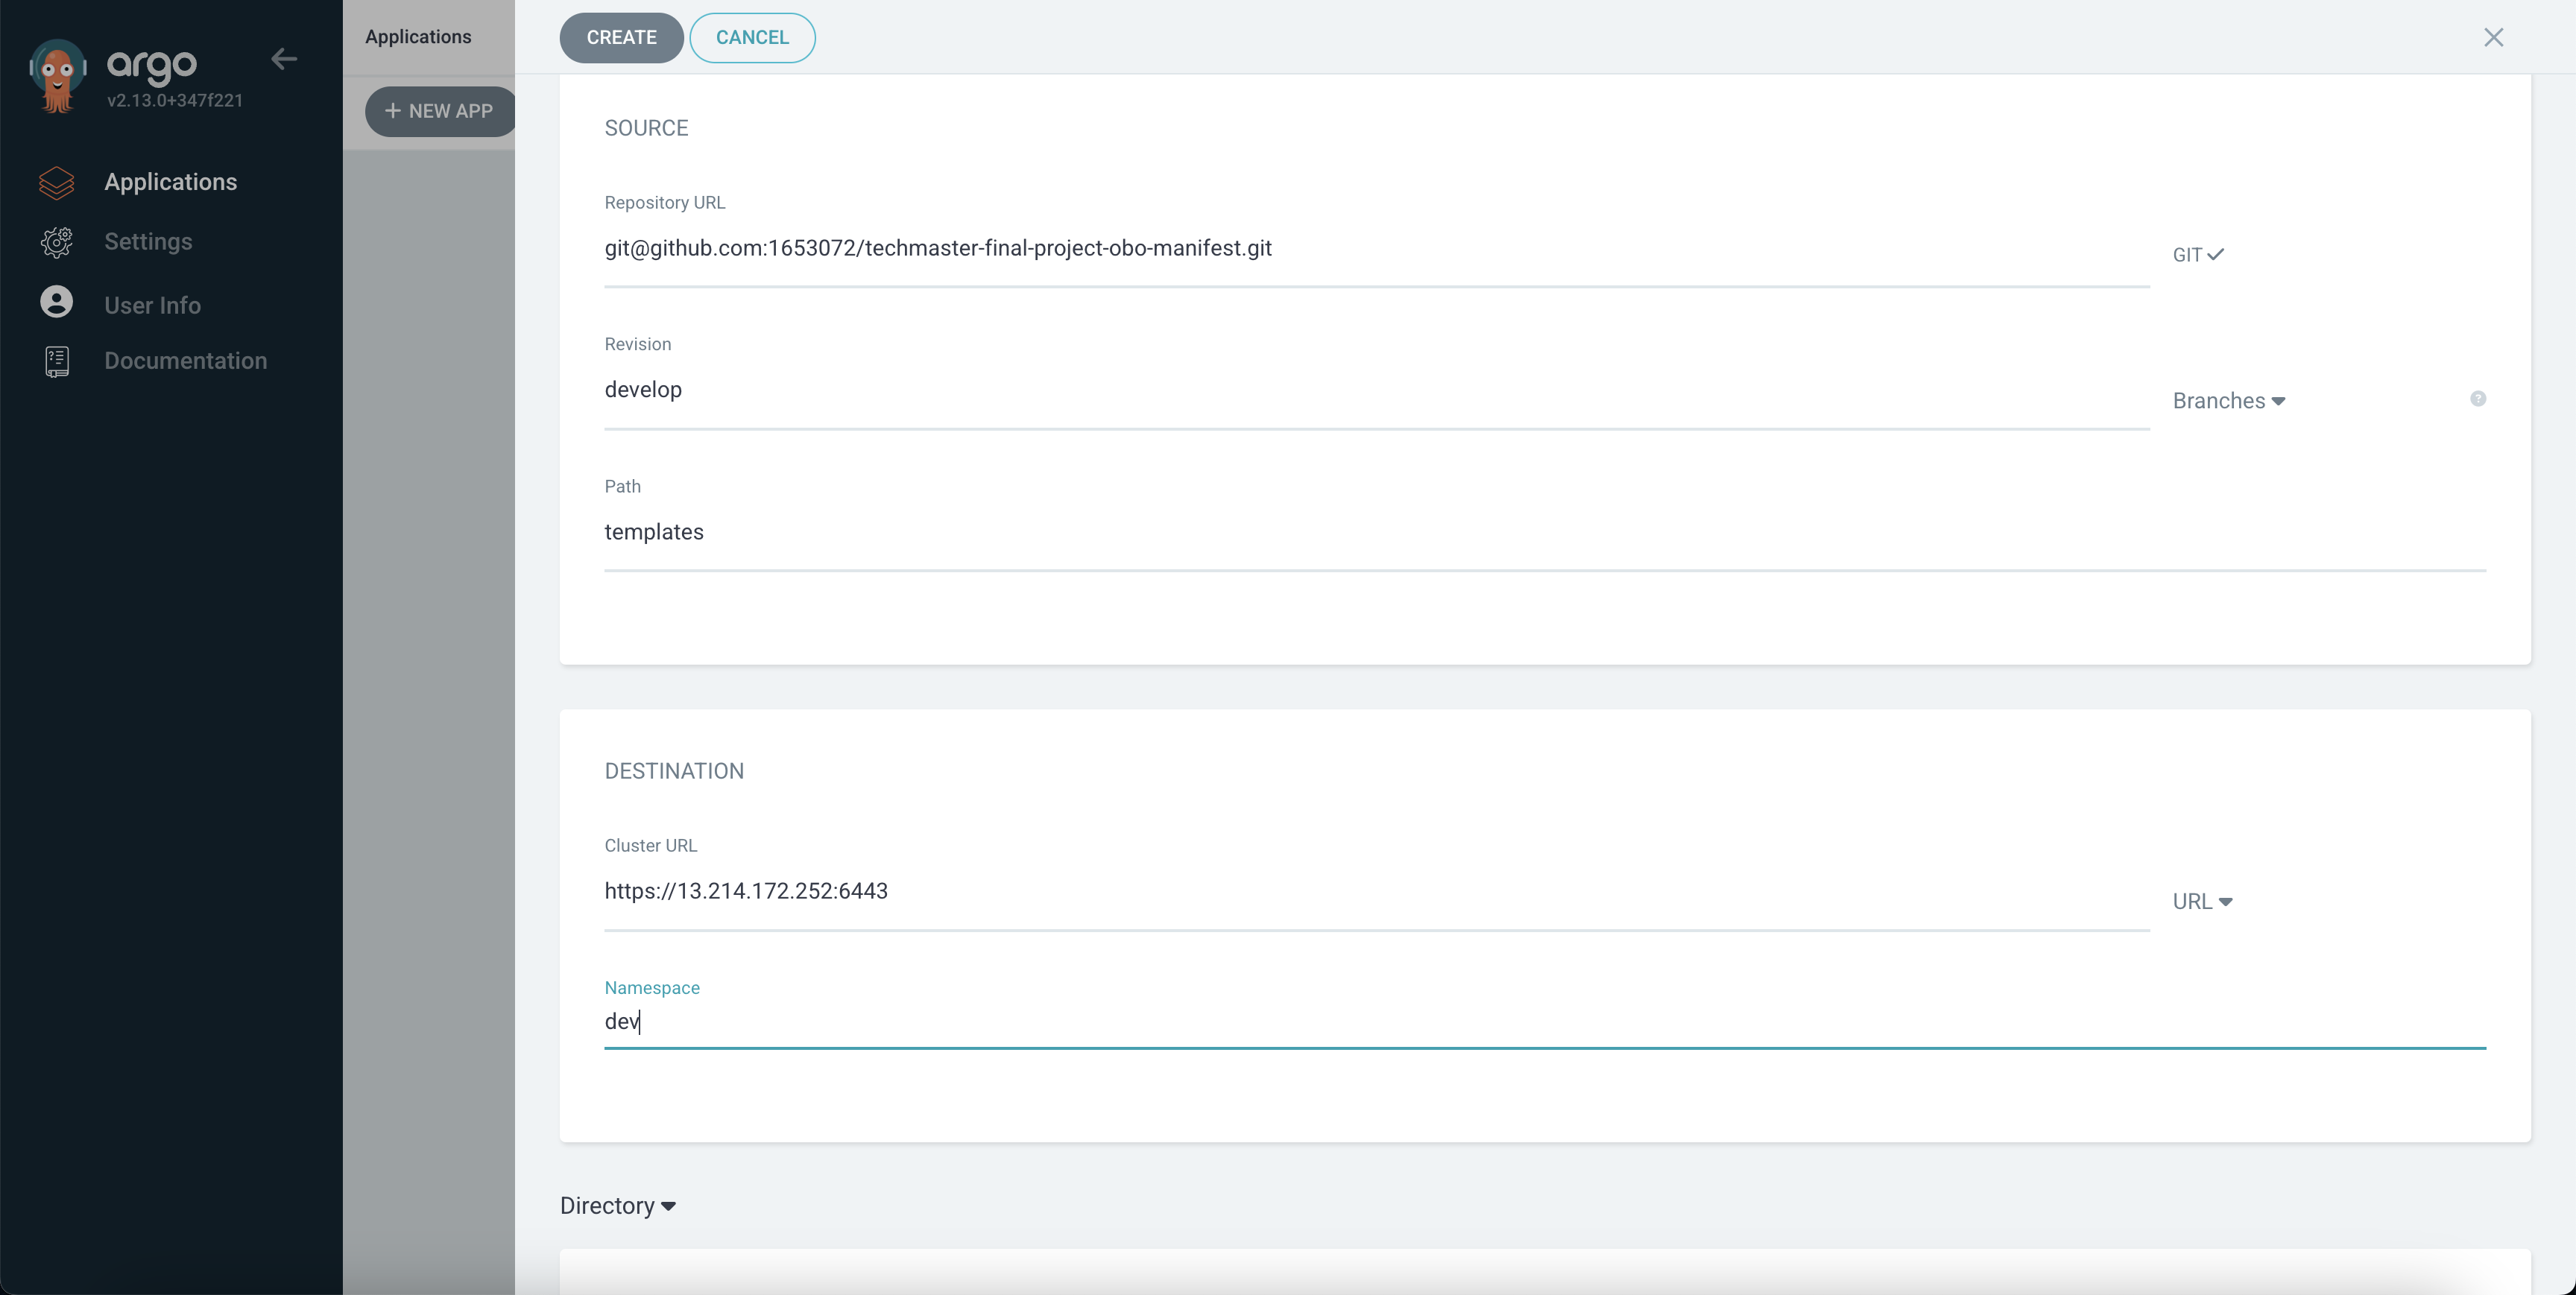 argo
v2.13.0+347f221
Applications
Settings
User Info
Documentation
Applications
+ NEW APP
CREATE
CANCEL
SOURCE
Repository URL
git@github.com:1653072/techmaster-final-project-obo-manifest.git
GIT
Revision
develop
Branches
?
Path
templates
DESTINATION
Cluster URL
https://13.214.172.252:6443
URL
Namespace
dev
Directory